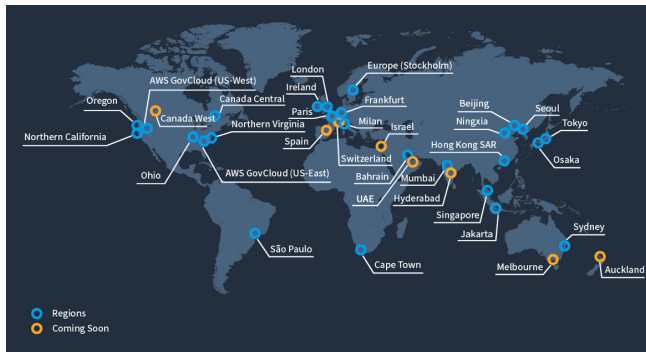 London
Europe (Stockholm)
AWS GovCloud (US-West)
Ireland
Oregon
Canada Central
Paris
Frankfurt
Beijing
Seoul
Canada West
Northern Virginia
Milan
Israel
Ningxia
Tokyo
Northern California
Spain
Hong Kong SAR
Switzerland
Osaka
Ohio
AWS GovCloud (US-East)
Bahrain
Mumbai
UAE
Hyderabad
Singapore
Jakarta
Sydney
São Paulo
Cape Town
Melbourne
Auckland
Regions
Coming Soon